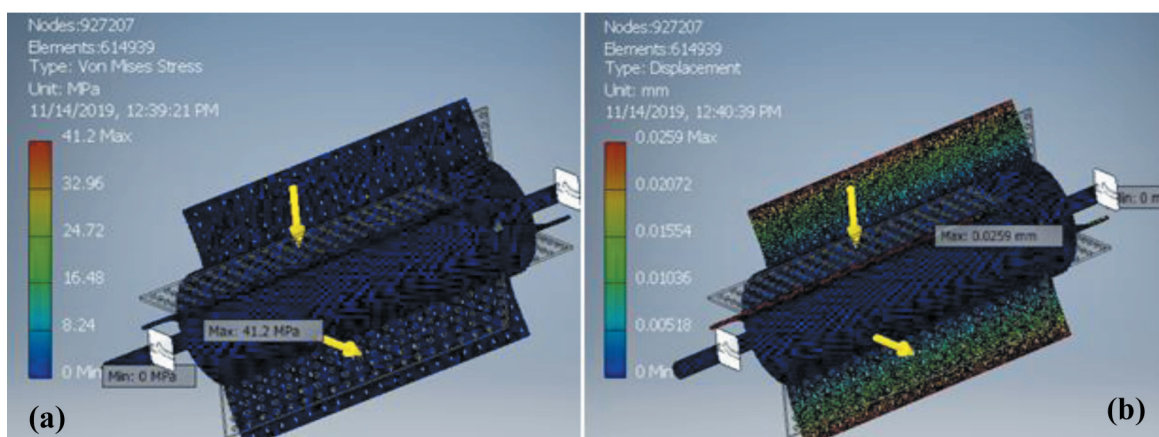 Nodes:927207
Elements:614939
Type: Von Mises Stress
Unit: MPa
11/14/2019, 12:39:21 PM
41.2 Max
32.96
24.72
16.48
8.24
0 Min
Max: 41.2 MPa
Min: 0 MPa
(a)
Nodes:927207
Elements:614939
Type: Displacement
Unit: mm
11/14/2019, 12:40:39 PM
0.0259 Max
0.02072
0.01554
0.01036
0.00518
0 Min
Min: 0 m
Max: 0.0259 mm
(b)